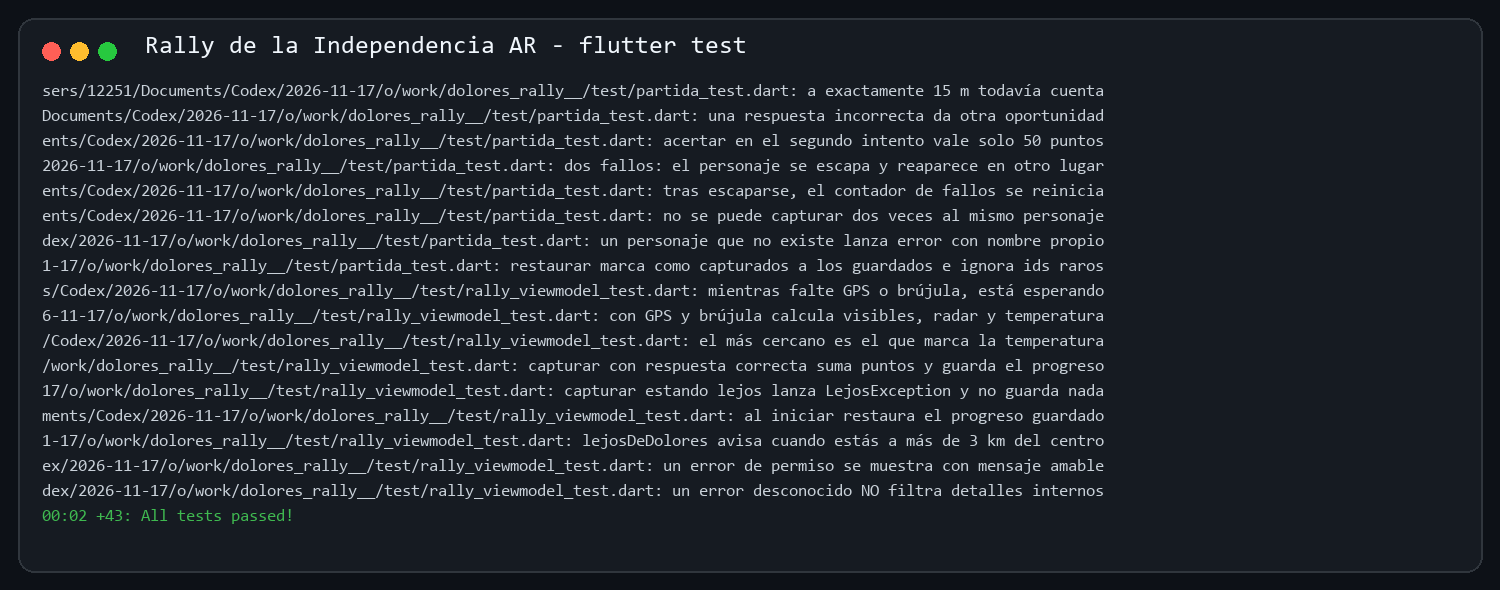 Rally de la Independencia AR - flutter test
sers/12251/Documents/Codex/2026-11-17/o/work/dolores_rally__/test/partida_test.dart: a exactamente 15 m todavía cuenta
Documents/Codex/2026-11-17/o/work/dolores_rally__/test/partida_test.dart: una respuesta incorrecta da otra oportunidad
ents/Codex/2026-11-17/o/work/dolores_rally__/test/partida_test.dart: acertar en el segundo intento vale solo 50 puntos
2026-11-17/o/work/dolores_rally__/test/partida_test.dart: dos fallos: el personaje se escapa y reaparece en otro lugar
ents/Codex/2026-11-17/o/work/dolores_rally__/test/partida_test.dart: tras escaparse, el contador de fallos se reinicia
ents/Codex/2026-11-17/o/work/dolores_rally__/test/partida_test.dart: no se puede capturar dos veces al mismo personaje
dex/2026-11-17/o/work/dolores_rally__/test/partida_test.dart: un personaje que no existe lanza error con nombre propio
1-17/o/work/dolores_rally__/test/partida_test.dart: restaurar marca como capturados a los guardados e ignora ids raros
s/Codex/2026-11-17/o/work/dolores_rally__/test/rally_viewmodel_test.dart: mientras falte GPS o brújula, está esperando
6-11-17/o/work/dolores_rally__/test/rally_viewmodel_test.dart: con GPS y brújula calcula visibles, radar y temperatura
/Codex/2026-11-17/o/work/dolores_rally__/test/rally_viewmodel_test.dart: el más cercano es el que marca la temperatura
/work/dolores_rally__/test/rally_viewmodel_test.dart: capturar con respuesta correcta suma puntos y guarda el progreso
17/o/work/dolores_rally__/test/rally_viewmodel_test.dart: capturar estando lejos lanza LejosException y no guarda nada
ments/Codex/2026-11-17/o/work/dolores_rally__/test/rally_viewmodel_test.dart: al iniciar restaura el progreso guardado
1-17/o/work/dolores_rally__/test/rally_viewmodel_test.dart: lejosDeDolores avisa cuando estás a más de 3 km del centro
ex/2026-11-17/o/work/dolores_rally__/test/rally_viewmodel_test.dart: un error de permiso se muestra con mensaje amable
dex/2026-11-17/o/work/dolores_rally__/test/rally_viewmodel_test.dart: un error desconocido NO filtra detalles internos
00:02 +43: All tests passed!